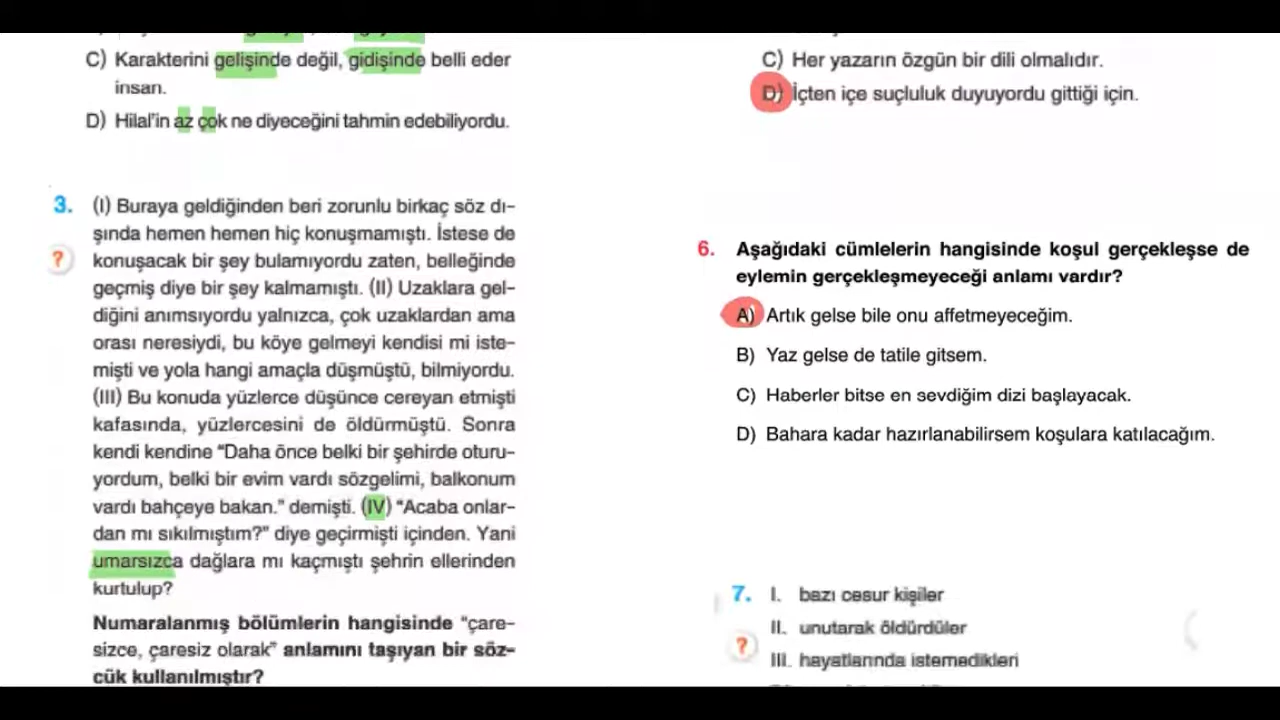 C) Karakterini gelişinde değil, gidişinde belli eder
insan.
D) Hilal'in az çok ne diyeceğini tahmin edebiliyordu.
3. (I) Buraya geldiğinden beri zorunlu birkaç söz dı-
şında hemen hemen hiç konuşmamıştı. İstese de
? konuşacak bir şey bulamıyordu zaten, belleğinde
geçmiş diye bir şey kalmamıştı. (II) Uzaklara gel-
diğini anımsıyordu yalnızca, çok uzaklardan ama
orası neresiydi, bu köye gelmeyi kendisi mi iste-
mişti ve yola hangi amaçla düşmüştü, bilmiyordu.
(III) Bu konuda yüzlerce düşünce cereyan etmişti
kafasında, yüzlercesini de öldürmüştü. Sonra
kendi kendine “Daha önce belki bir şehirde oturu-
yordum, belki bir evim vardı sözgelimi, balkonum
vardı bahçeye bakan.” demişti. (IV) “Acaba onlar-
dan mı sıkılmıştım?” diye geçirmişti içinden. Yani
umarsızca dağlara mı kaçmıştı şehrin ellerinden
kurtulup?
Numaralanmış bölümlerin hangisinde “çare-
sizce, çaresiz olarak” anlamını taşıyan bir söz-
cük kullanılmıştır?
C) Her yazarın özgün bir dili olmalıdır.
D) İçten içe suçluluk duyuyordu gittiği için.
6. Aşağıdaki cümlelerin hangisinde koşul gerçekleşse de
eylemin gerçekleşmeyeceği anlamı vardır?
A) Artık gelse bile onu affetmeyeceğim.
B) Yaz gelse de tatile gitsem.
C) Haberler bitse en sevdiğim dizi başlayacak.
D) Bahara kadar hazırlanabilirsem koşulara katılacağım.
7. I. bazı cesur kişiler
II. unutarak öldürdüler
? III. hayatlarında istemedikleri